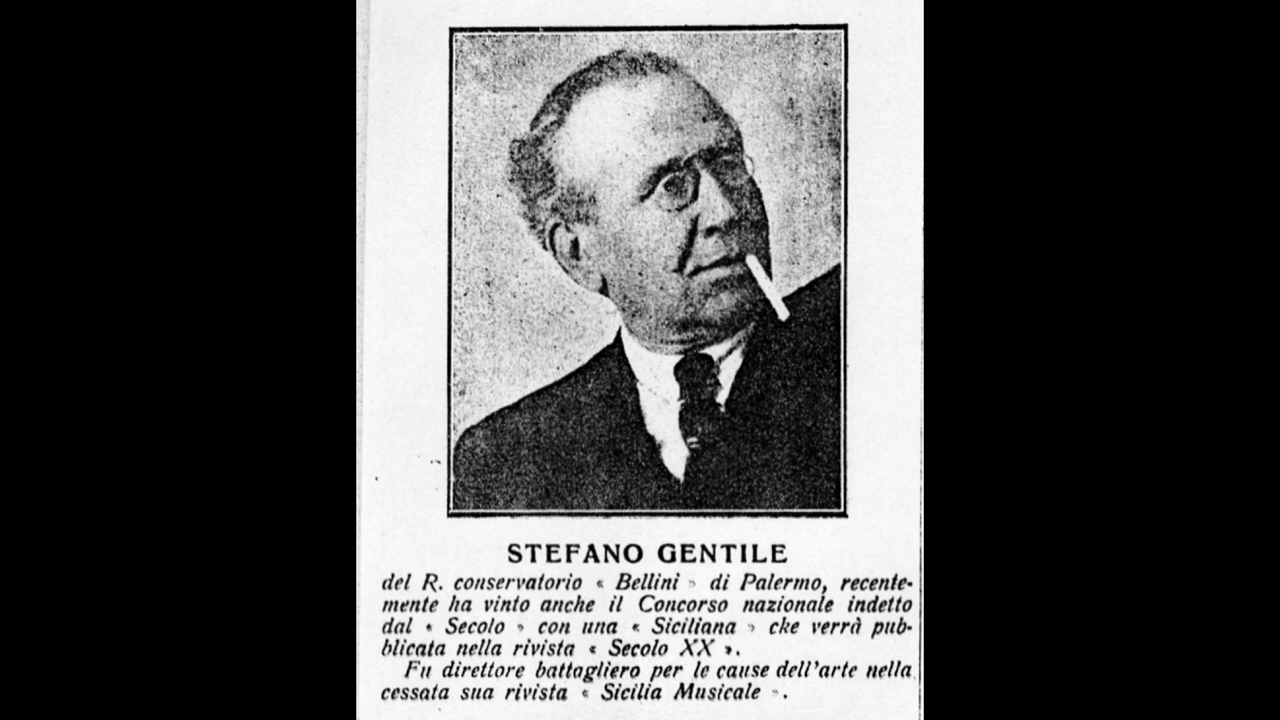 STEFANO GENTILE
del R. conservatorio « Bellini » di Palermo, recente-
mente ha vinto anche il Concorso nazionale indetto
dal « Secolo » con una « Siciliana » che verrà pub-
blicata nella rivista « Secolo XX ».
Fu direttore battagliero per le cause dell'arte nella
cessata sua rivista « Sicilia Musicale ».